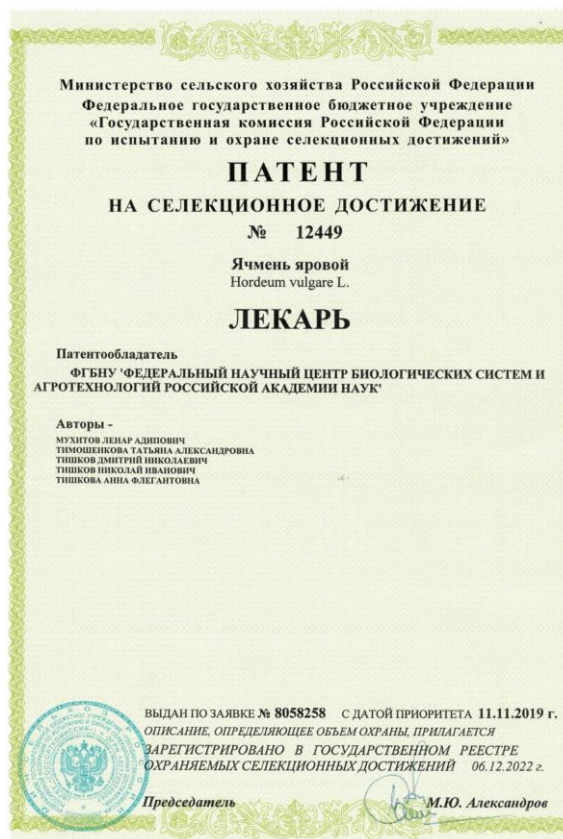 Министерство сельского хозяйства Российской Федерации
Федеральное государственное бюджетное учреждение
«Государственная комиссия Российской Федерации
по испытанию и охране селекционных достижений»
ПАТЕНТ
НА СЕЛЕКЦИОННОЕ ДОСТИЖЕНИЕ
№ 12449
Ячмень яровой
Hordeum vulgare L.
ЛЕКАРЬ
Патентообладатель
ФГБНУ 'ФЕДЕРАЛЬНЫЙ НАУЧНЫЙ ЦЕНТР БИОЛОГИЧЕСКИХ СИСТЕМ И
АГРОТЕХНОЛОГИЙ РОССИЙСКОЙ АКАДЕМИИ НАУК'
Авторы -
МУХИТОВ ЛЕНАР АДИПОВИЧ
ТИМОШЕНКОВА ТАТЬЯНА АЛЕКСАНДРОВНА
ТИШКОВ ДМИТРИЙ НИКОЛАЕВИЧ
ТИШКОВ НИКОЛАЙ ИВАНОВИЧ
ТИШКОВА АННА ФЛЕГАНТОВНА
ВЫДАН ПО ЗАЯВКЕ № 8058258 С ДАТОЙ ПРИОРИТЕТА 11.11.2019 г.
ОПИСАНИЕ, ОПРЕДЕЛЯЮЩЕЕ ОБЪЕМ ОХРАНЫ, ПРИЛАГАЕТСЯ
ЗАРЕГИСТРИРОВАНО В ГОСУДАРСТВЕННОМ РЕЕСТРЕ
ОХРАНЯЕМЫХ СЕЛЕКЦИОННЫХ ДОСТИЖЕНИЙ 06.12.2022 г.
Председатель М.Ю. Александров